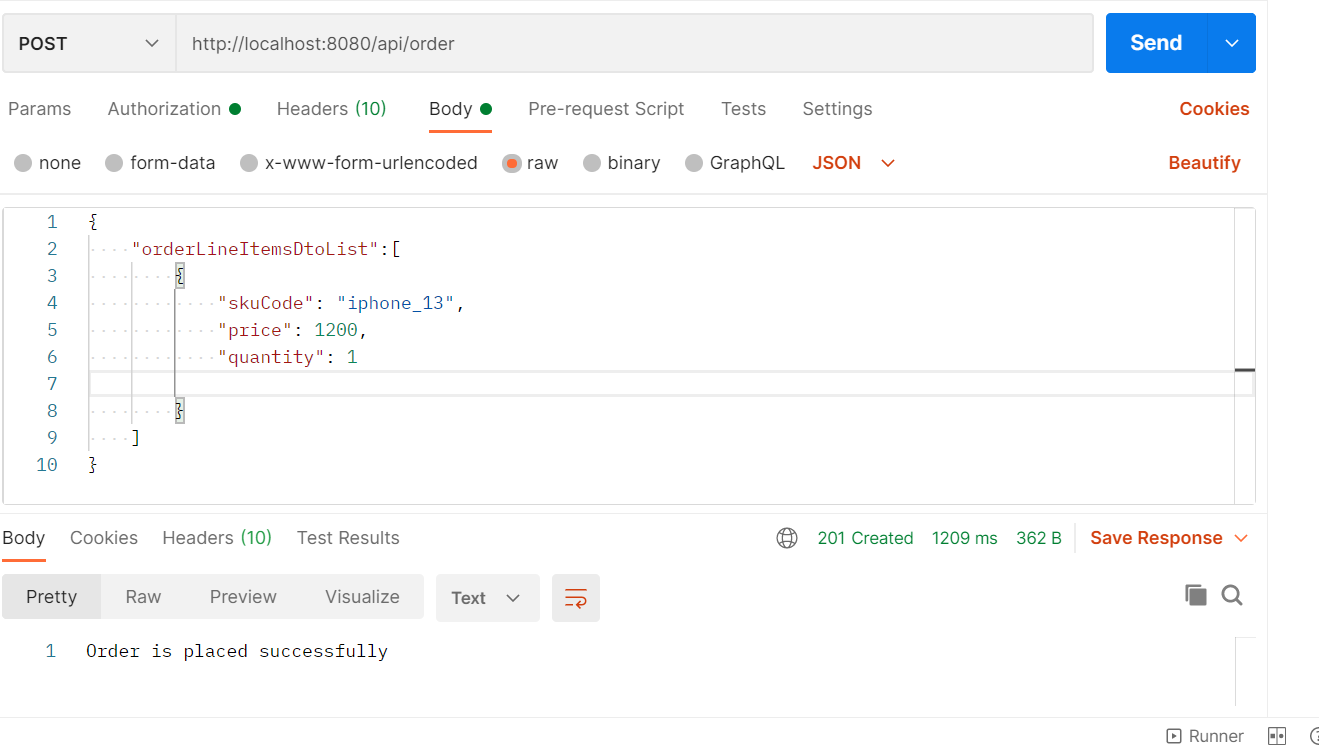 POST http://localhost:8080/api/order Send
Params Authorization Headers (10) Body Pre-request Script Tests Settings Cookies
none form-data x-www-form-urlencoded raw binary GraphQL JSON Beautify
1 {
2 "orderLineItemsDtoList":[
3 {
4 "skuCode": "iphone_13",
5 "price": 1200,
6 "quantity": 1
7
8 }
9 ]
10 }
Body Cookies Headers (10) Test Results 201 Created 1209 ms 362 B Save Response
Pretty Raw Preview Visualize Text
1 Order is placed successfully
Runner